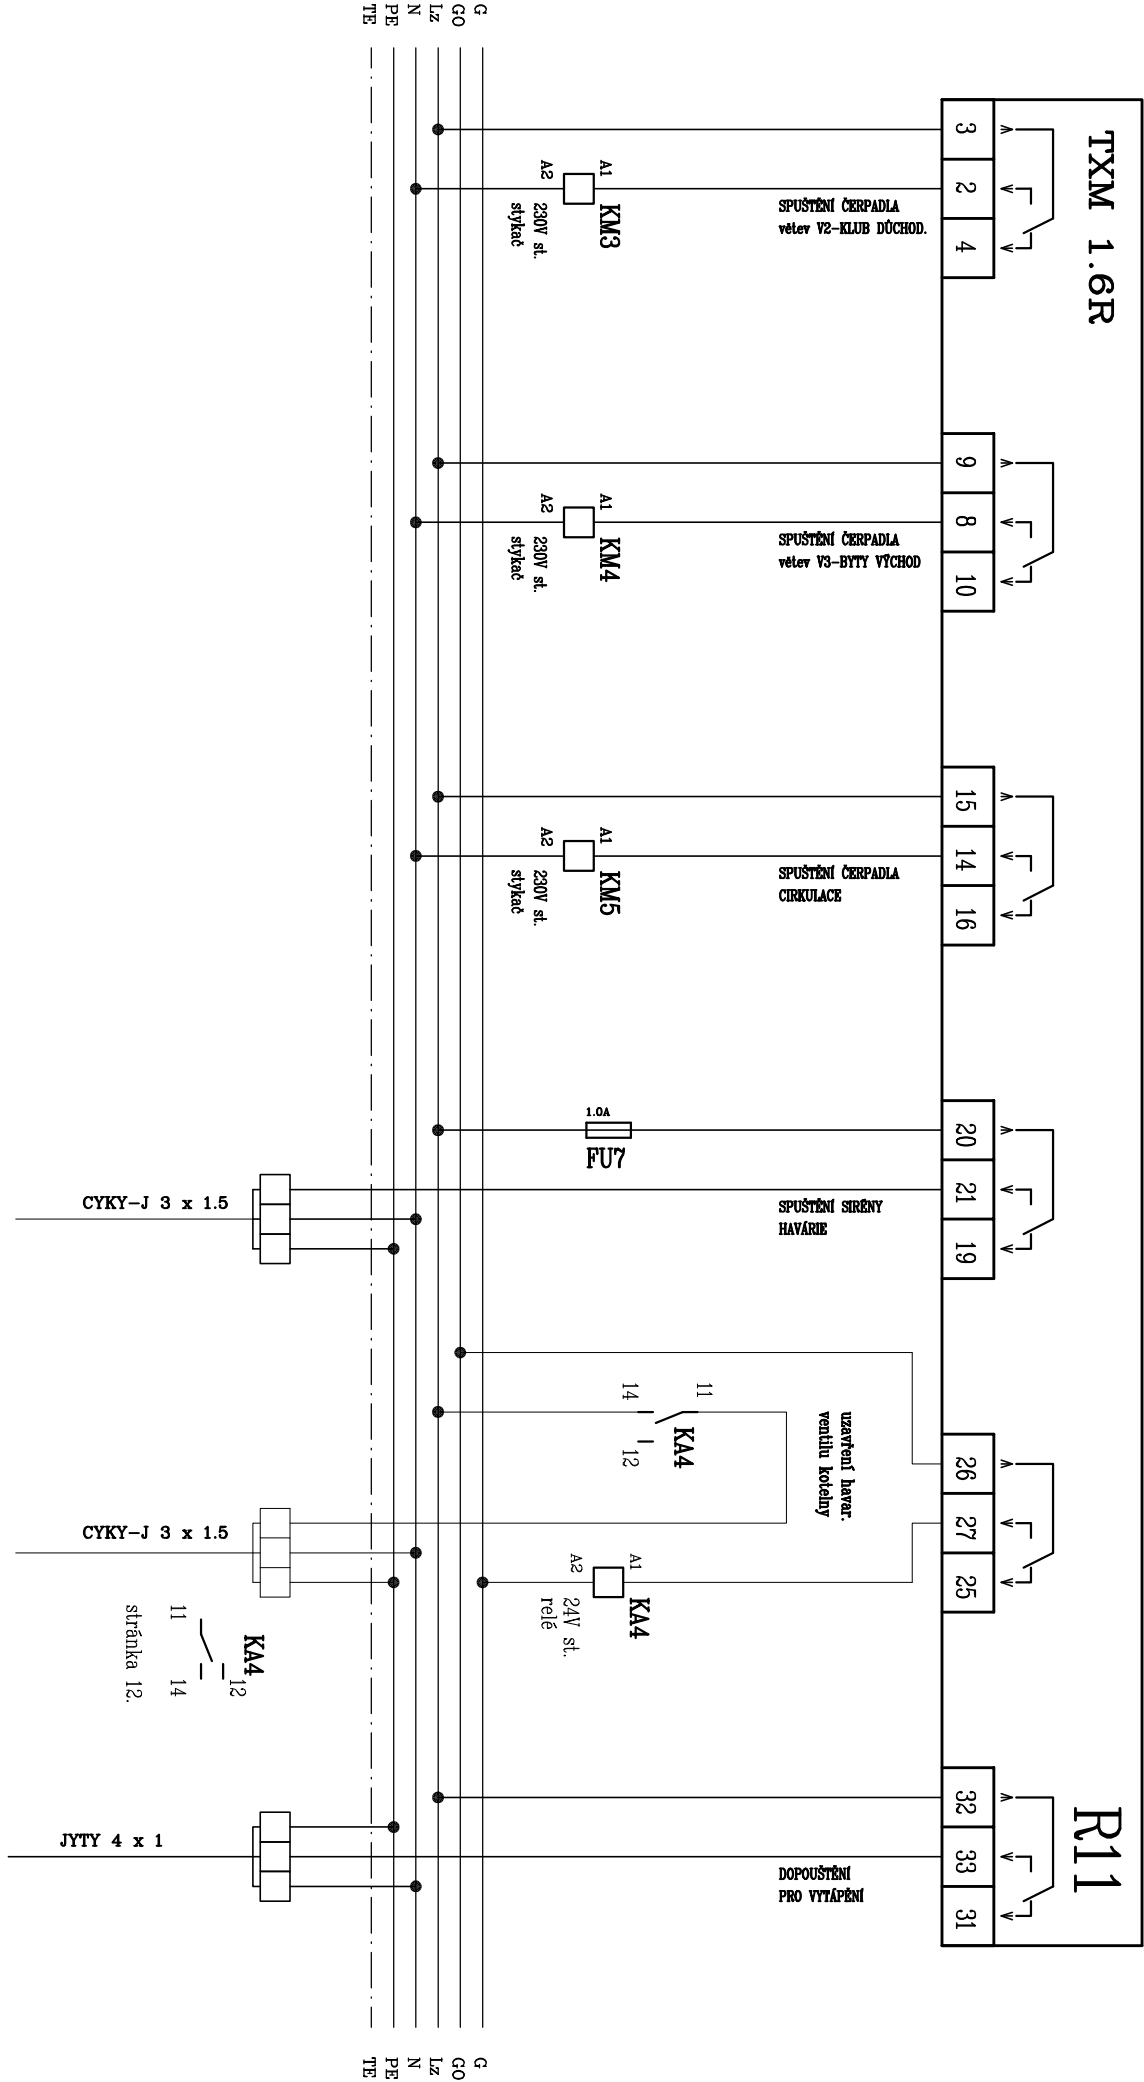 TXM 1.6R
R11
3
2
4
9
8
10
15
14
16
20
21
19
26
27
25
32
33
31
SPUŠTĚNÍ ČERPADLA
větev V2-KLUB DŮCHOD.
SPUŠTĚNÍ ČERPADLA
větev V3-BYTY VÝCHOD
SPUŠTĚNÍ ČERPADLA
CIRKULACE
SPUŠTĚNÍ SIRÉNY
HAVÁRIE
uzavření havar.
ventilu kotelny
DOPOUŠTĚNÍ
PRO VYTÁPĚNÍ
A1
KM3
A2
230V st.
stykač
A1
KM4
A2
230V st.
stykač
A1
KM5
A2
230V st.
stykač
1.0A
FU7
11
KA4
14
12
A1
KA4
A2
24V st.
relé
G
GO
Lz
N
PE
TE
G
GO
Lz
N
PE
TE
CYKY-J 3 x 1.5
CYKY-J 3 x 1.5
KA4
12
11
14
stránka 12.
JYTY 4 x 1